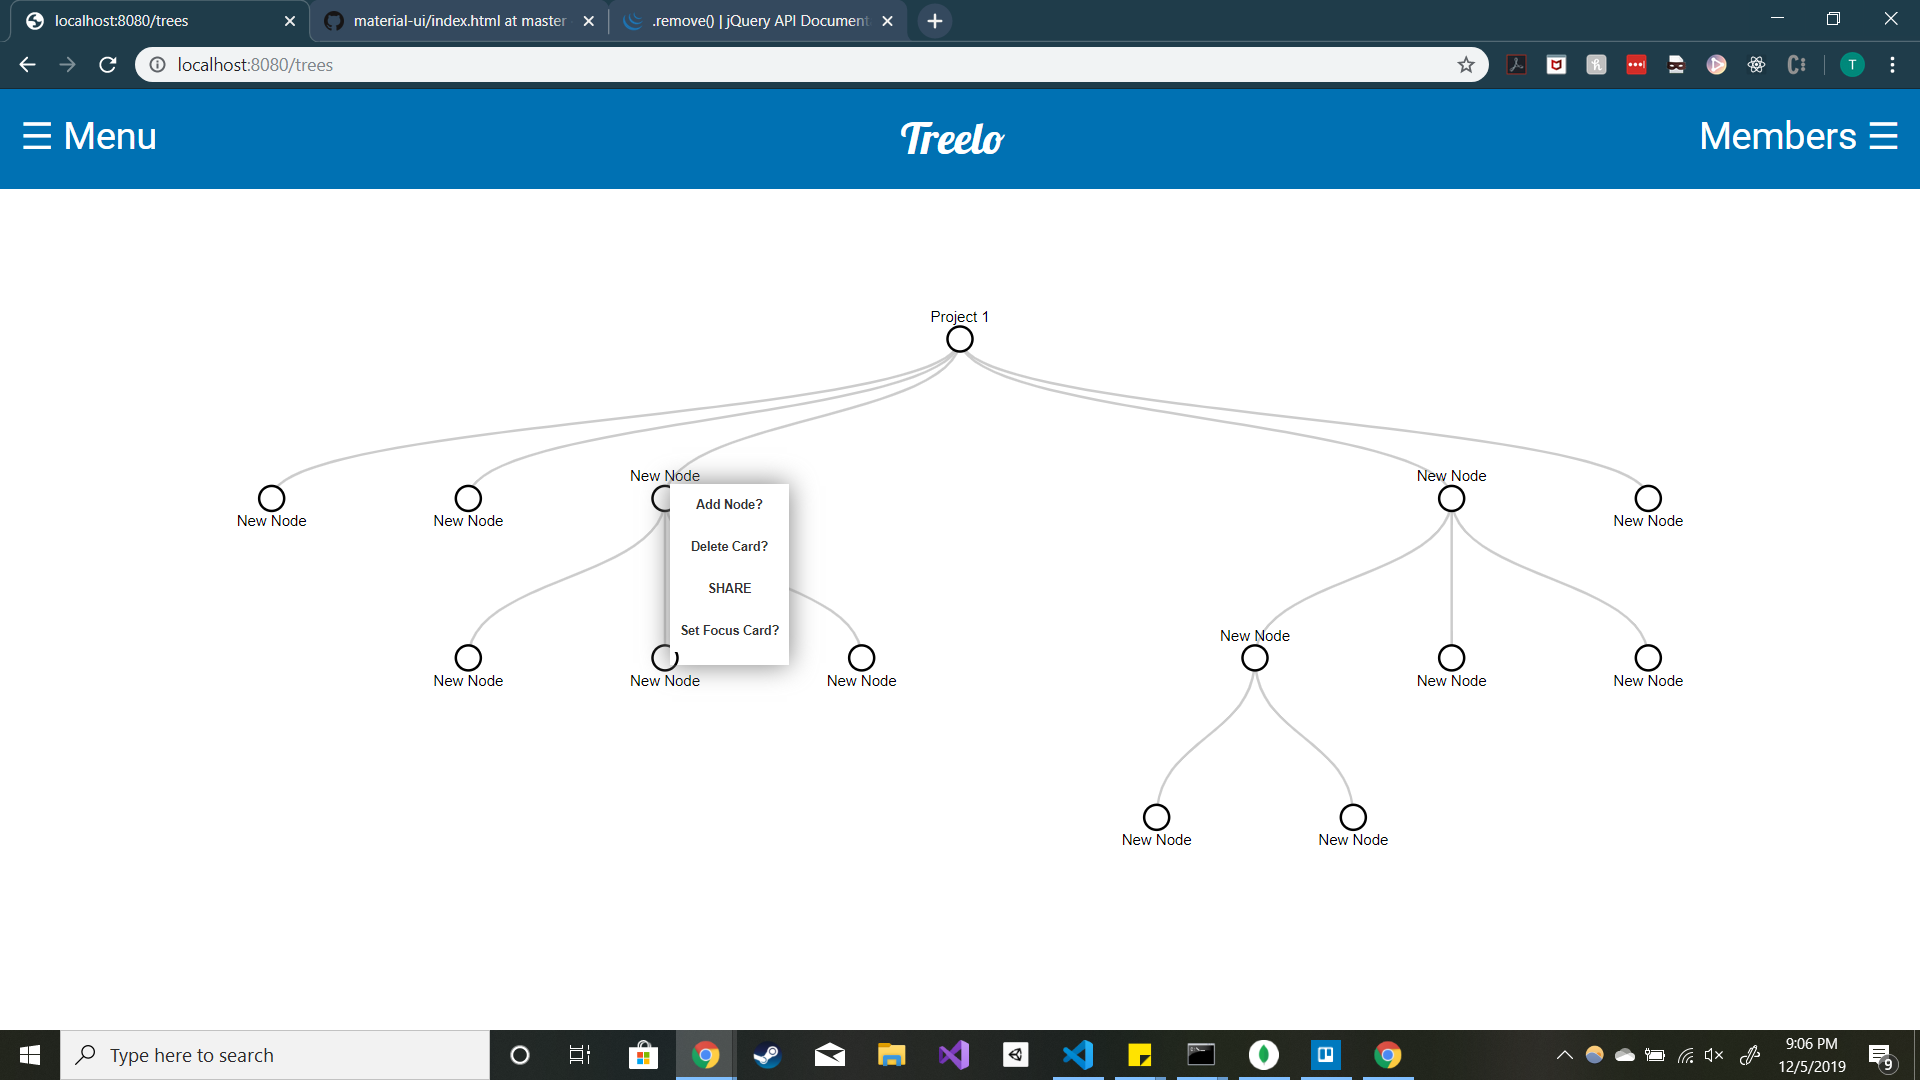 localhost:8080/trees
material-ui/index.html at master
.remove() | jQuery API Document
localhost:8080/trees
T
☰ Menu
Treelo
Members ☰
Project 1
New Node
New Node
New Node
New Node
New Node
New Node
Add Node?
Delete Card?
SHARE
Set Focus Card?
New Node
New Node
New Node
New Node
New Node
New Node
New Node
Type here to search
9:06 PM
12/5/2019
9